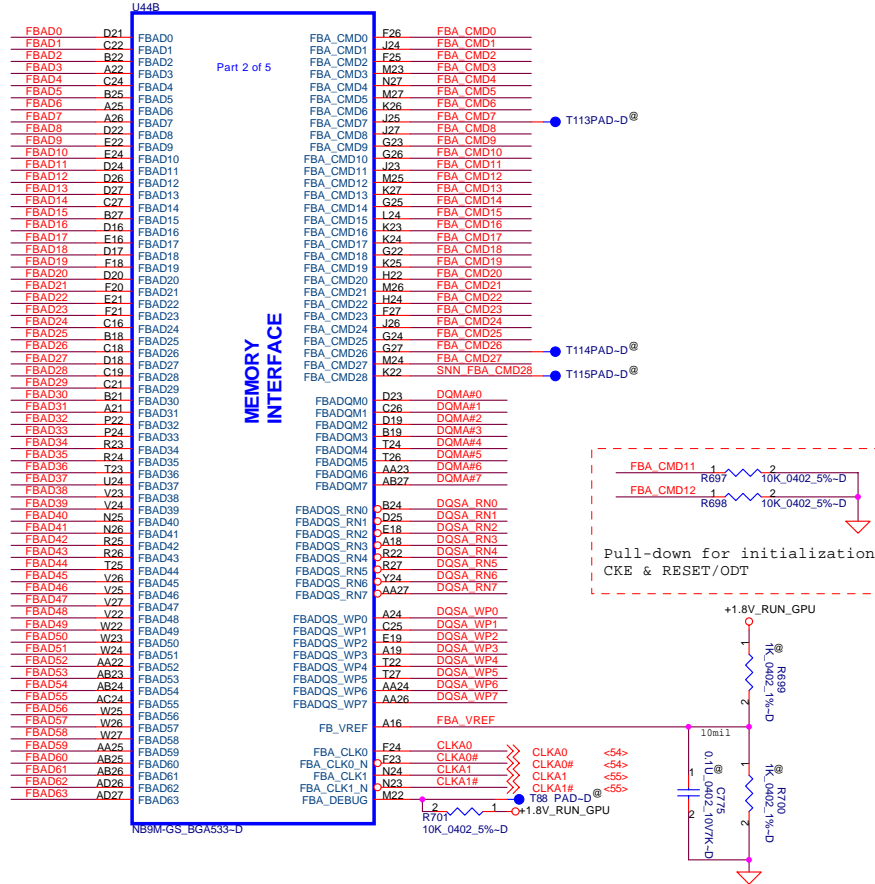 U44B
FBAD0 D21 FBAD0 FBA_CMD0 F26 FBA_CMD0
FBAD1 C22 FBAD1 FBA_CMD1 J24 FBA_CMD1
FBAD2 B22 FBAD2 FBA_CMD2 F25 FBA_CMD2
FBAD3 A22 FBAD3 Part 2 of 5 FBA_CMD3 M23 FBA_CMD3
FBAD4 C24 FBAD4 FBA_CMD4 N27 FBA_CMD4
FBAD5 B25 FBAD5 FBA_CMD5 M27 FBA_CMD5
FBAD6 A25 FBAD6 FBA_CMD6 K26 FBA_CMD6
FBAD7 A26 FBAD7 FBA_CMD7 J25 FBA_CMD7 T113PAD~D @
FBAD8 D22 FBAD8 FBA_CMD8 J27 FBA_CMD8
FBAD9 E22 FBAD9 FBA_CMD9 G23 FBA_CMD9
FBAD10 E24 FBAD10 FBA_CMD10 G26 FBA_CMD10
FBAD11 D24 FBAD11 FBA_CMD11 J23 FBA_CMD11
FBAD12 D26 FBAD12 FBA_CMD12 M25 FBA_CMD12
FBAD13 D27 FBAD13 FBA_CMD13 K27 FBA_CMD13
FBAD14 C27 FBAD14 FBA_CMD14 G25 FBA_CMD14
FBAD15 B27 FBAD15 FBA_CMD15 L24 FBA_CMD15
FBAD16 D16 FBAD16 FBA_CMD16 K23 FBA_CMD16
FBAD17 E16 FBAD17 FBA_CMD17 K24 FBA_CMD17
FBAD18 D17 FBAD18 FBA_CMD18 G22 FBA_CMD18
FBAD19 F18 FBAD19 FBA_CMD19 K25 FBA_CMD19
FBAD20 D20 FBAD20 FBA_CMD20 H22 FBA_CMD20
FBAD21 F20 FBAD21 FBA_CMD21 M26 FBA_CMD21
FBAD22 E21 FBAD22 FBA_CMD22 H24 FBA_CMD22
FBAD23 F21 FBAD23 FBA_CMD23 F27 FBA_CMD23
FBAD24 C16 FBAD24 FBA_CMD24 J26 FBA_CMD24
FBAD25 B18 FBAD25 FBA_CMD25 G24 FBA_CMD25
FBAD26 C18 FBAD26 FBA_CMD26 G27 FBA_CMD26 T114PAD~D @
FBAD27 D18 FBAD27 FBA_CMD27 M24 FBA_CMD27
FBAD28 C19 FBAD28 FBA_CMD28 K22 SNN_FBA_CMD28 T115PAD~D @
FBAD29 C21 FBAD29
MEMORY
INTERFACE
FBAD30 B21 FBAD30 FBADQM0 D23 DQMA#0
FBAD31 A21 FBAD31 FBADQM1 C26 DQMA#1
FBAD32 P22 FBAD32 FBADQM2 D19 DQMA#2
FBAD33 P24 FBAD33 FBADQM3 B19 DQMA#3
FBAD34 R23 FBAD34 FBADQM4 T24 DQMA#4
FBAD35 R24 FBAD35 FBADQM5 T26 DQMA#5
FBAD36 T23 FBAD36 FBADQM6 AA23 DQMA#6
FBAD37 U24 FBAD37 FBADQM7 AB27 DQMA#7
FBAD38 V23 FBAD38
FBAD39 V24 FBAD39 FBADQS_RN0 B24 DQSA_RN0
FBAD40 N25 FBAD40 FBADQS_RN1 D25 DQSA_RN1
FBAD41 N26 FBAD41 FBADQS_RN2 E18 DQSA_RN2
FBAD42 R25 FBAD42 FBADQS_RN3 A18 DQSA_RN3
FBAD43 R26 FBAD43 FBADQS_RN4 R22 DQSA_RN4
FBAD44 T25 FBAD44 FBADQS_RN5 R27 DQSA_RN5
FBAD45 V26 FBAD45 FBADQS_RN6 Y24 DQSA_RN6
FBAD46 V25 FBAD46 FBADQS_RN7 AA27 DQSA_RN7
FBAD47 V27 FBAD47
FBAD48 V22 FBAD48 FBADQS_WP0 A24 DQSA_WP0
FBAD49 W22 FBAD49 FBADQS_WP1 C25 DQSA_WP1
FBAD50 W23 FBAD50 FBADQS_WP2 E19 DQSA_WP2
FBAD51 W24 FBAD51 FBADQS_WP3 A19 DQSA_WP3
FBAD52 AA22 FBAD52 FBADQS_WP4 T22 DQSA_WP4
FBAD53 AB23 FBAD53 FBADQS_WP5 T27 DQSA_WP5
FBAD54 AB24 FBAD54 FBADQS_WP6 AA24 DQSA_WP6
FBAD55 AC24 FBAD55 FBADQS_WP7 AA26 DQSA_WP7
FBAD56 W25 FBAD56
FBAD57 W26 FBAD57 FB_VREF A16 FBA_VREF
W27 FBAD58
FBAD59 AA25 FBAD59 FBA_CLK0 F24 CLKA0 CLKA0 <54>
FBAD60 AB25 FBAD60 FBA_CLK0_N F23 CLKA0# CLKA0# <54>
FBAD61 AB26 FBAD61 FBA_CLK1 N24 CLKA1 CLKA1 <55>
FBAD62 AD26 FBAD62 FBA_CLK1_N N23 CLKA1# CLKA1# <55>
FBAD63 AD27 FBAD63 FBA_DEBUG M22 T88 PAD~D @
2 1 +1.8V_RUN_GPU
R701
10K_0402_5%~D
NB9M-GS_BGA533~D
FBA_CMD11 1 2
R697 10K_0402_5%~D
FBA_CMD12 1 2
R698 10K_0402_5%~D
Pull-down for initialization
CKE & RESET/ODT
+1.8V_RUN_GPU
1 2
@ R699
1K_0402_1%~D
10mil
1 2
@ C775
0.1U_0402_10V7K~D
1 2
@ R700
1K_0402_1%~D